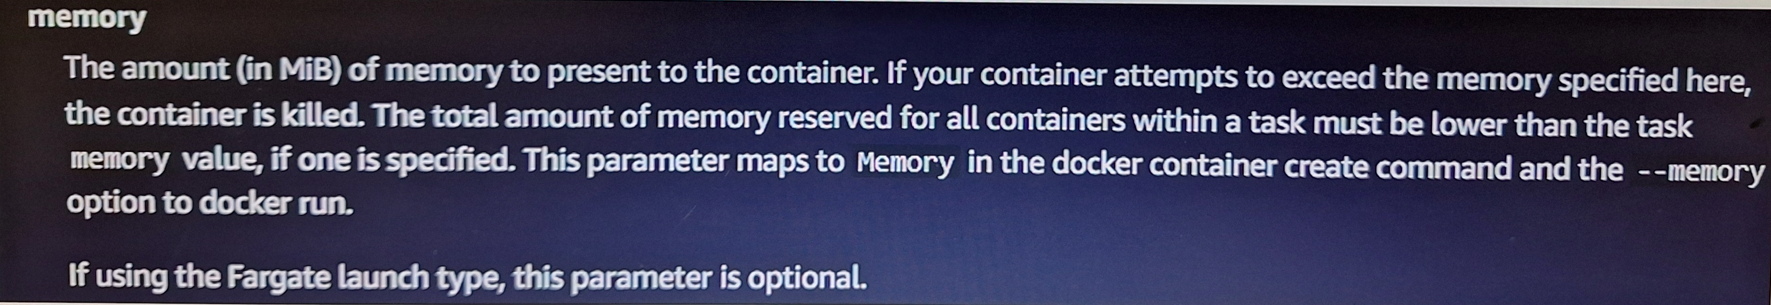 memory
The amount (in MiB) of memory to present to the container. If your container attempts to exceed the memory specified here,
the container is killed. The total amount of memory reserved for all containers within a task must be lower than the task
memory value, if one is specified. This parameter maps to Memory in the docker container create command and the --memory
option to docker run.
If using the Fargate launch type, this parameter is optional.